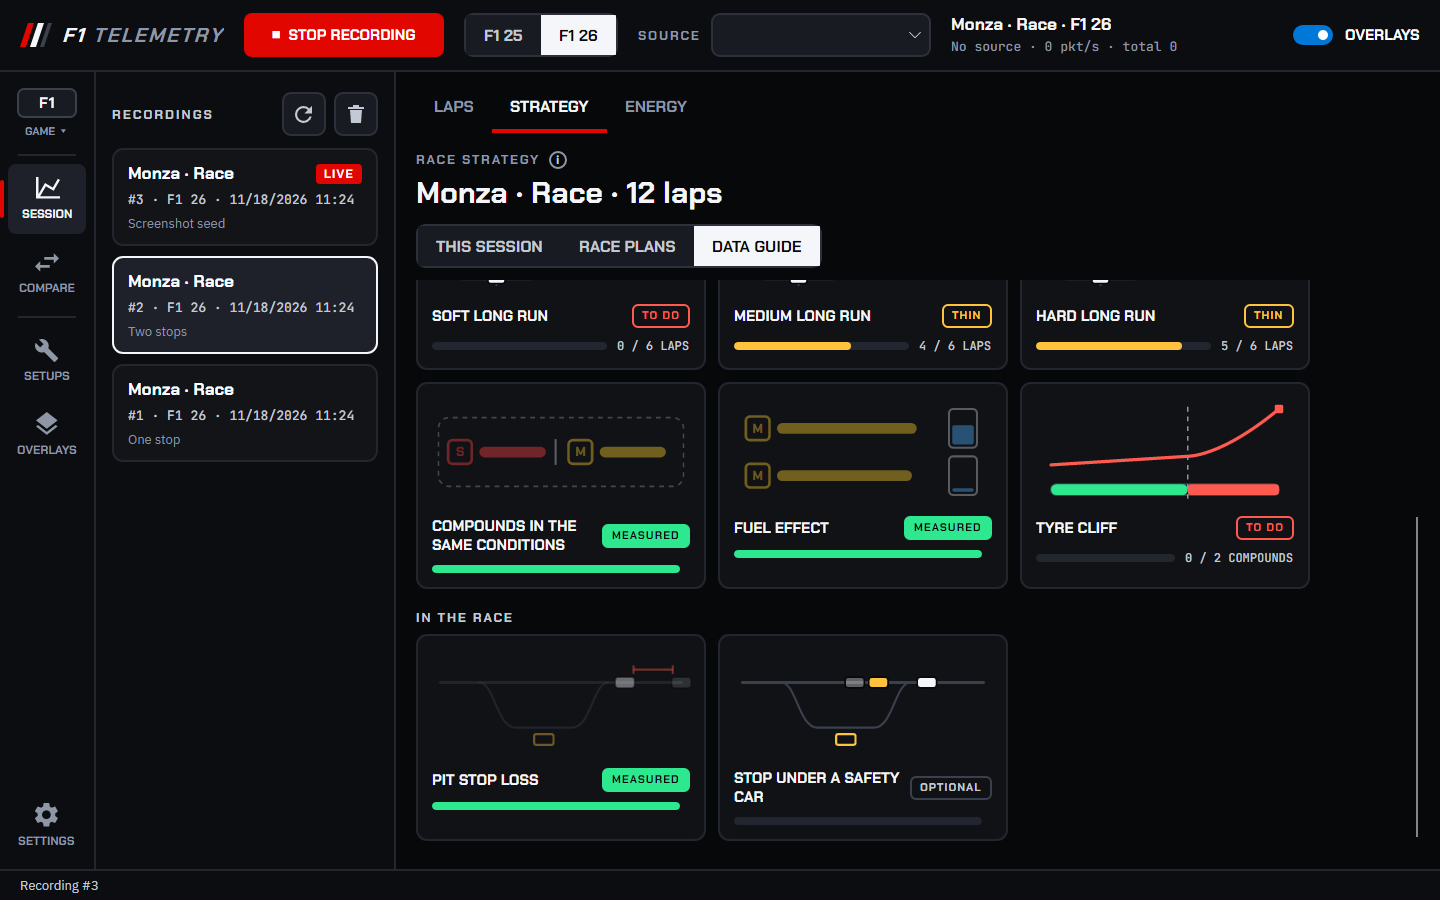 F1 TELEMETRY
STOP RECORDING
F1 25
F1 26
SOURCE
Monza · Race · F1 26
No source · 0 pkt/s · total 0
OVERLAYS
F1
GAME
SESSION
COMPARE
SETUPS
OVERLAYS
SETTINGS
RECORDINGS
Monza · Race
LIVE
#3 · F1 26 · 11/18/2026 11:24
Screenshot seed
Monza · Race
#2 · F1 26 · 11/18/2026 11:24
Two stops
Monza · Race
#1 · F1 26 · 11/18/2026 11:24
One stop
LAPS
STRATEGY
ENERGY
RACE STRATEGY
Monza · Race · 12 laps
THIS SESSION
RACE PLANS
DATA GUIDE
SOFT LONG RUN
TO DO
0 / 6 LAPS
MEDIUM LONG RUN
THIN
4 / 6 LAPS
HARD LONG RUN
THIN
5 / 6 LAPS
S
M
COMPOUNDS IN THE
SAME CONDITIONS
MEASURED
M
M
FUEL EFFECT
MEASURED
TYRE CLIFF
TO DO
0 / 2 COMPOUNDS
IN THE RACE
PIT STOP LOSS
MEASURED
STOP UNDER A SAFETY
CAR
OPTIONAL
Recording #3